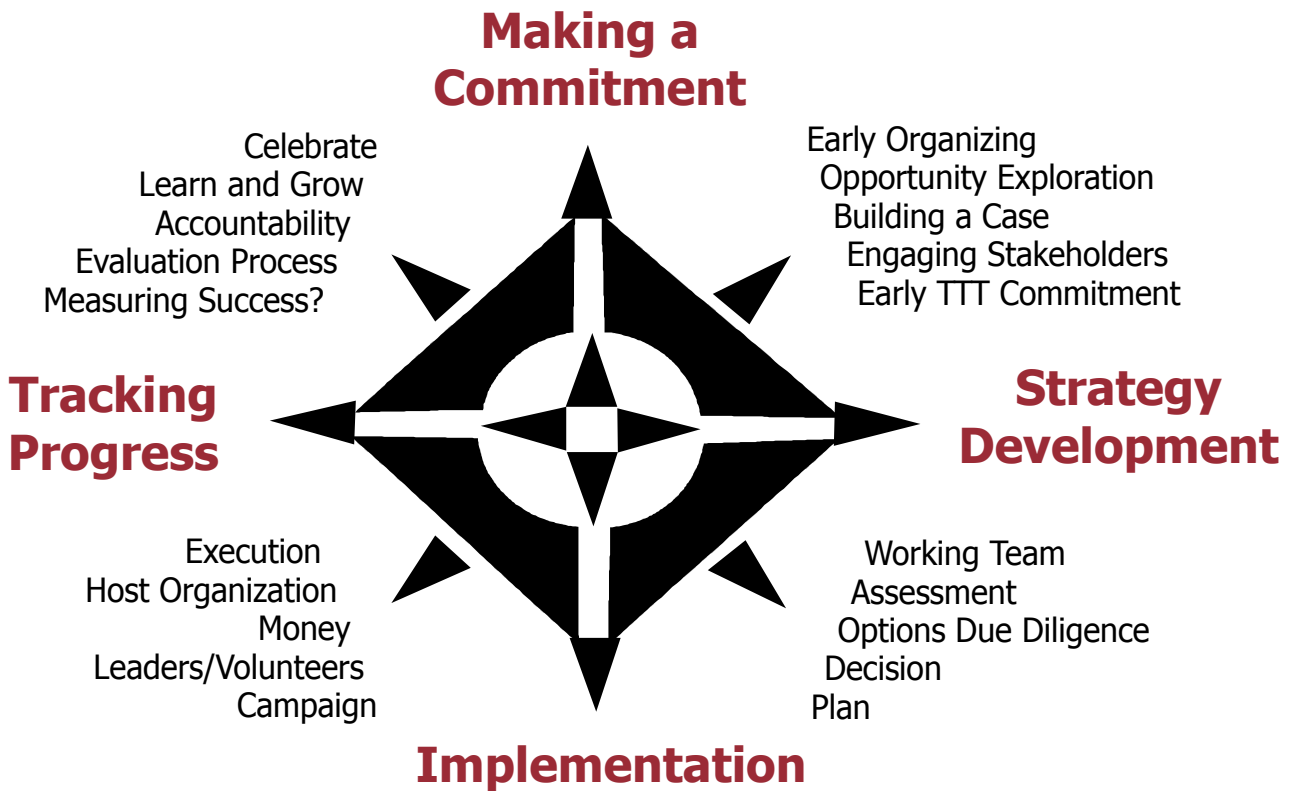 Making a
Commitment
Celebrate
Learn and Grow
Accountability
Evaluation Process
Measuring Success?
Early Organizing
Opportunity Exploration
Building a Case
Engaging Stakeholders
Early TTT Commitment
Tracking
Progress
Strategy
Development
Execution
Host Organization
Money
Leaders/Volunteers
Campaign
Working Team
Assessment
Options Due Diligence
Decision
Plan
Implementation